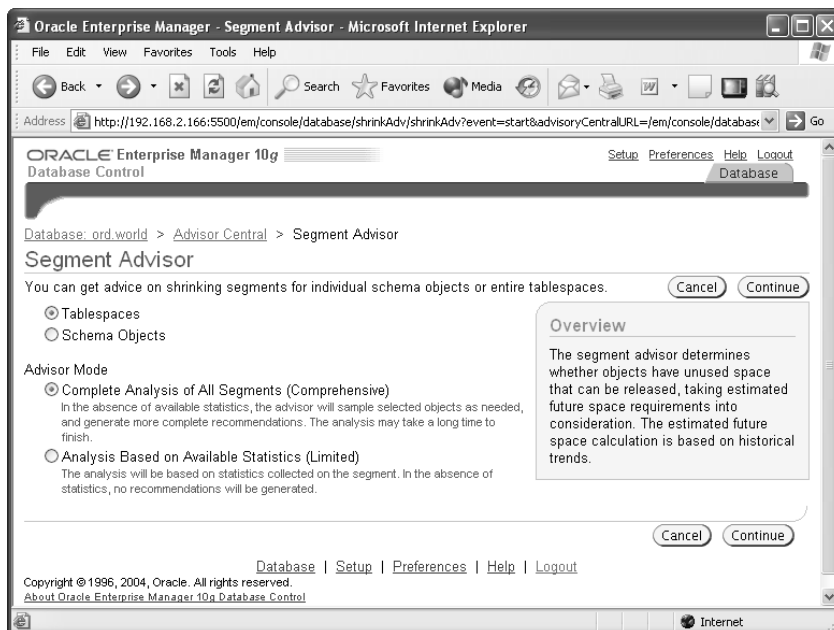 Oracle Enterprise Manager - Segment Advisor - Microsoft Internet Explorer
File Edit View Favorites Tools Help
Back Search Favorites Media
Address http://192.168.2.166:5500/em/console/database/shrinkAdv/shrinkAdv?event=start&advisoryCentralURL=/em/console/databas Go
ORACLE Enterprise Manager 10g
Setup Preferences Help Logout
Database Control
Database
Database: ord.world > Advisor Central > Segment Advisor
Segment Advisor
You can get advice on shrinking segments for individual schema objects or entire tablespaces.
Cancel Continue
Tablespaces
Schema Objects
Advisor Mode
Complete Analysis of All Segments (Comprehensive)
In the absence of available statistics, the advisor will sample selected objects as needed,
and generate more complete recommendations. The analysis may take a long time to
finish.
Analysis Based on Available Statistics (Limited)
The analysis will be based on statistics collected on the segment. In the absence of
statistics, no recommendations will be generated.
Overview
The segment advisor determines
whether objects have unused space
that can be released, taking estimated
future space requirements into
consideration. The estimated future
space calculation is based on historical
trends.
Cancel Continue
Database | Setup | Preferences | Help | Logout
Copyright © 1996, 2004, Oracle. All rights reserved.
About Oracle Enterprise Manager 10g Database Control
Internet